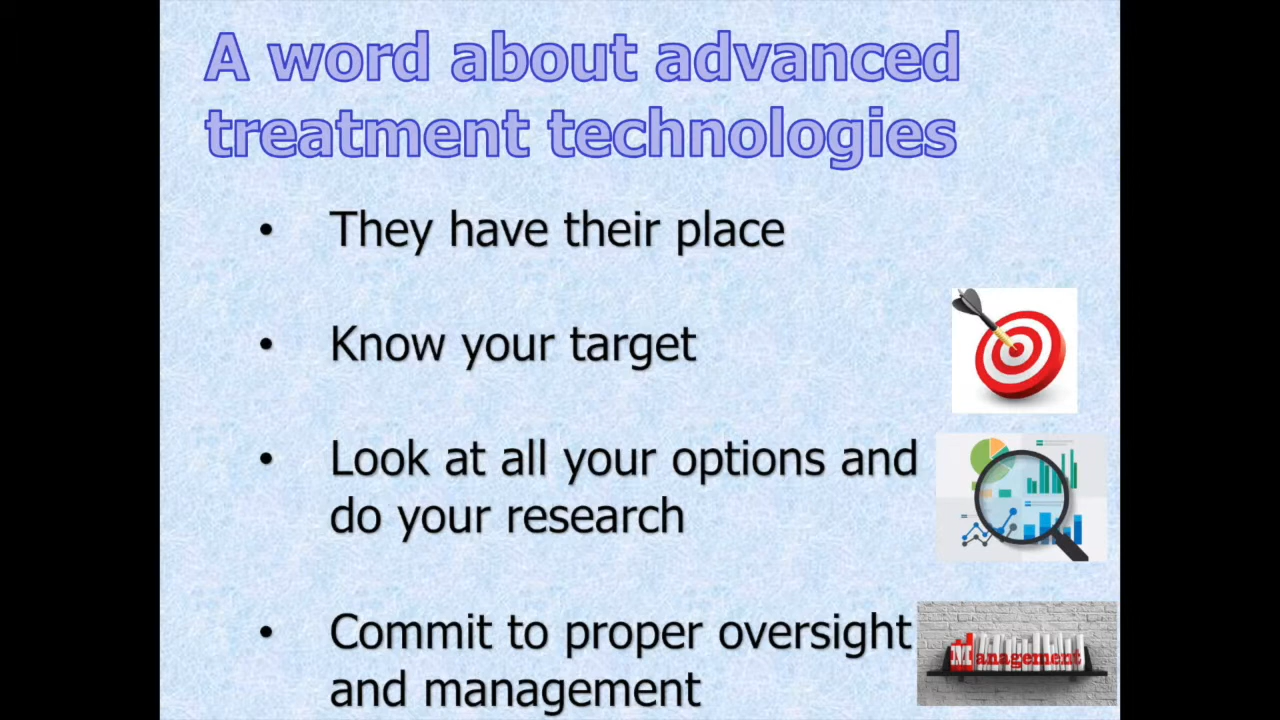 A word about advanced
treatment technologies
• They have their place
• Know your target
• Look at all your options and
do your research
• Commit to proper oversight
and management
Management